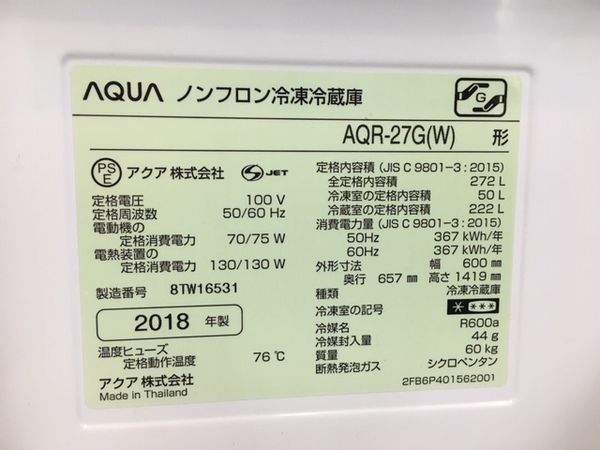 AQUA ノンフロン冷凍冷蔵庫
G
AQR-27G(W) 形
PS E アクア 株式会社 S JET
定格電圧 100 V
定格周波数 50/60 Hz
電動機の
定格消費電力 70/75 W
電熱装置の
定格消費電力 130/130 W
製造番号 8TW16531
2018 年製
温度ヒューズ
定格動作温度 76℃
アクア 株式会社
Made in Thailand
定格内容積 (JIS C 9801-3 : 2015)
全定格内容積 272 L
冷凍室の定格内容積 50 L
冷蔵室の定格内容積 222 L
消費電力量 (JIS C 9801-3 : 2015)
50Hz 367 kWh/年
60Hz 367 kWh/年
外形寸法 幅 600 mm
奥行 657 mm 高さ 1419 mm
種類 冷凍冷蔵庫
冷凍室の記号 * ***
冷媒名 R600a
冷媒封入量 44 g
質量 60 kg
断熱発泡ガス シクロペンタン
2FB6P401562001